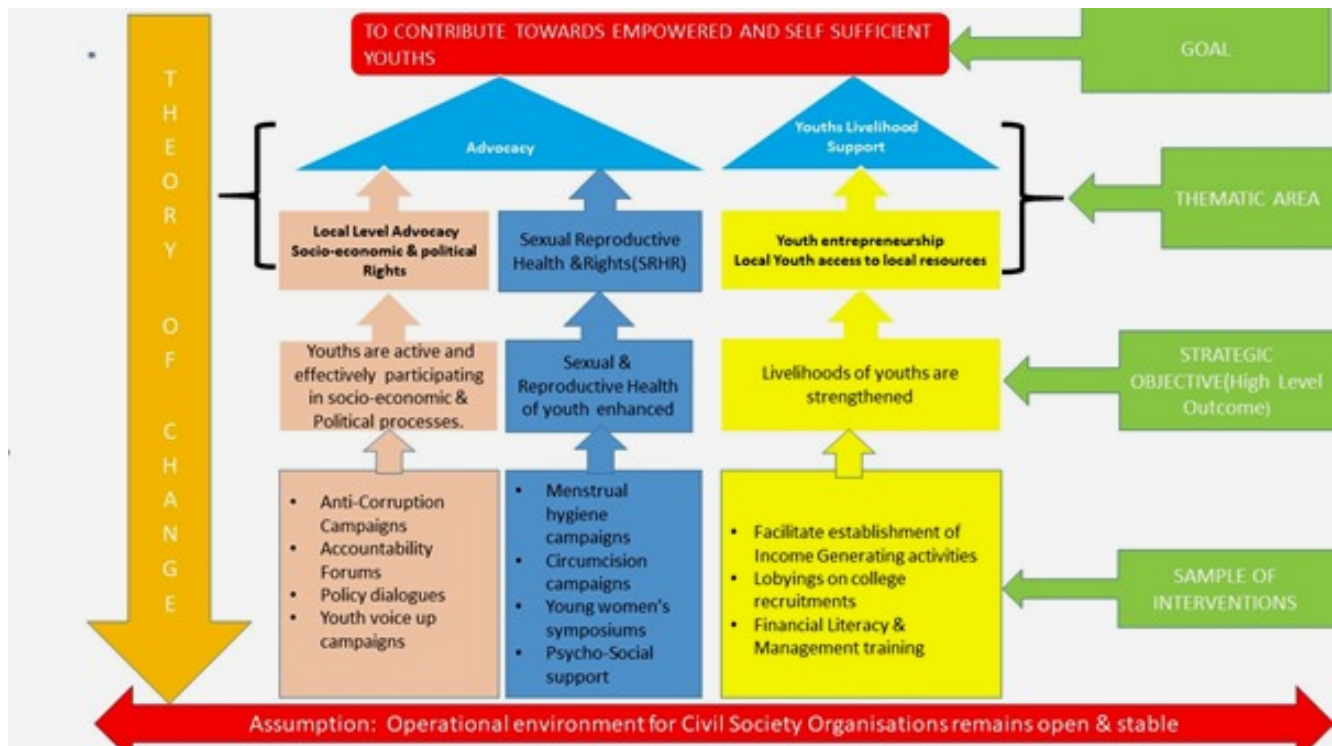 TO CONTRIBUTE TOWARDS EMPOWERED AND SELF SUFFICIENT
YOUTHS
GOAL
THEORY OF CHANGE
Advocacy
Youths Livelihood
Support
THEMATIC AREA
Local Level Advocacy
Socio-economic & political
Rights
Sexual Reproductive
Health &Rights(SRHR)
Youth entrepreneurship
Local Youth access to local resources
Youths are active and
effectively participating
in socio-economic &
Political processes.
Sexual &
Reproductive Health
of youth enhanced
Livelihoods of youths are
strengthened
STRATEGIC
OBJECTIVE(High Level
Outcome)
• Anti-Corruption
Campaigns
• Accountability
Forums
• Policy dialogues
• Youth voice up
campaigns
• Menstrual
hygiene
campaigns
• Circumcision
campaigns
• Young women's
symposiums
• Psycho-Social
support
• Facilitate establishment of
Income Generating activities
• Lobyings on college
recruitments
• Financial Literacy &
Management training
SAMPLE OF
INTERVENTIONS
Assumption: Operational environment for Civil Society Organisations remains open & stable